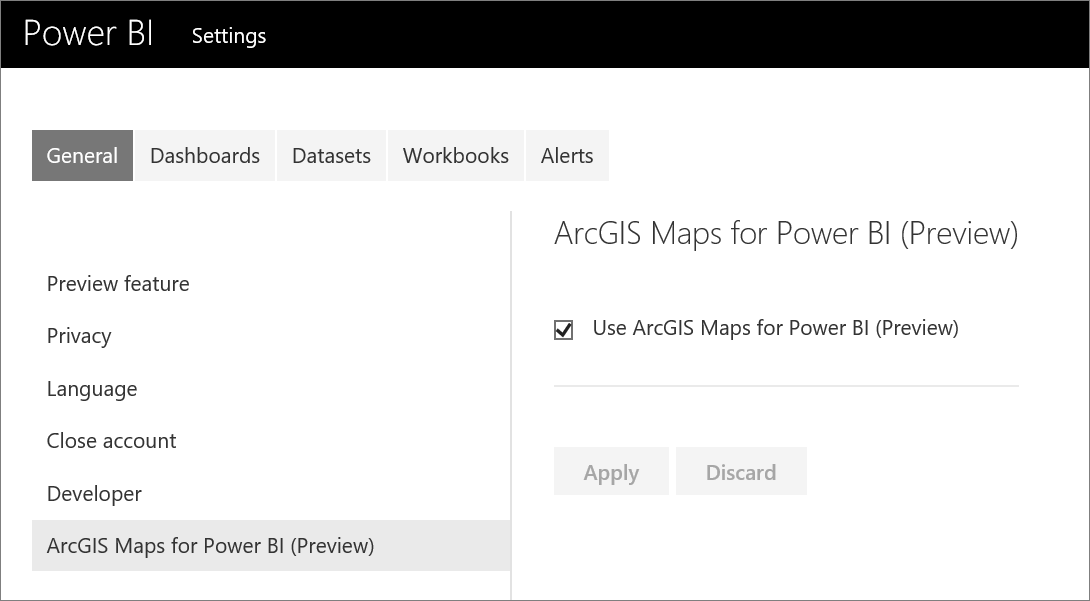 Power BI Settings
General Dashboards Datasets Workbooks Alerts
Preview feature
Privacy
Language
Close account
Developer
ArcGIS Maps for Power BI (Preview)
ArcGIS Maps for Power BI (Preview)
Use ArcGIS Maps for Power BI (Preview)
Apply Discard